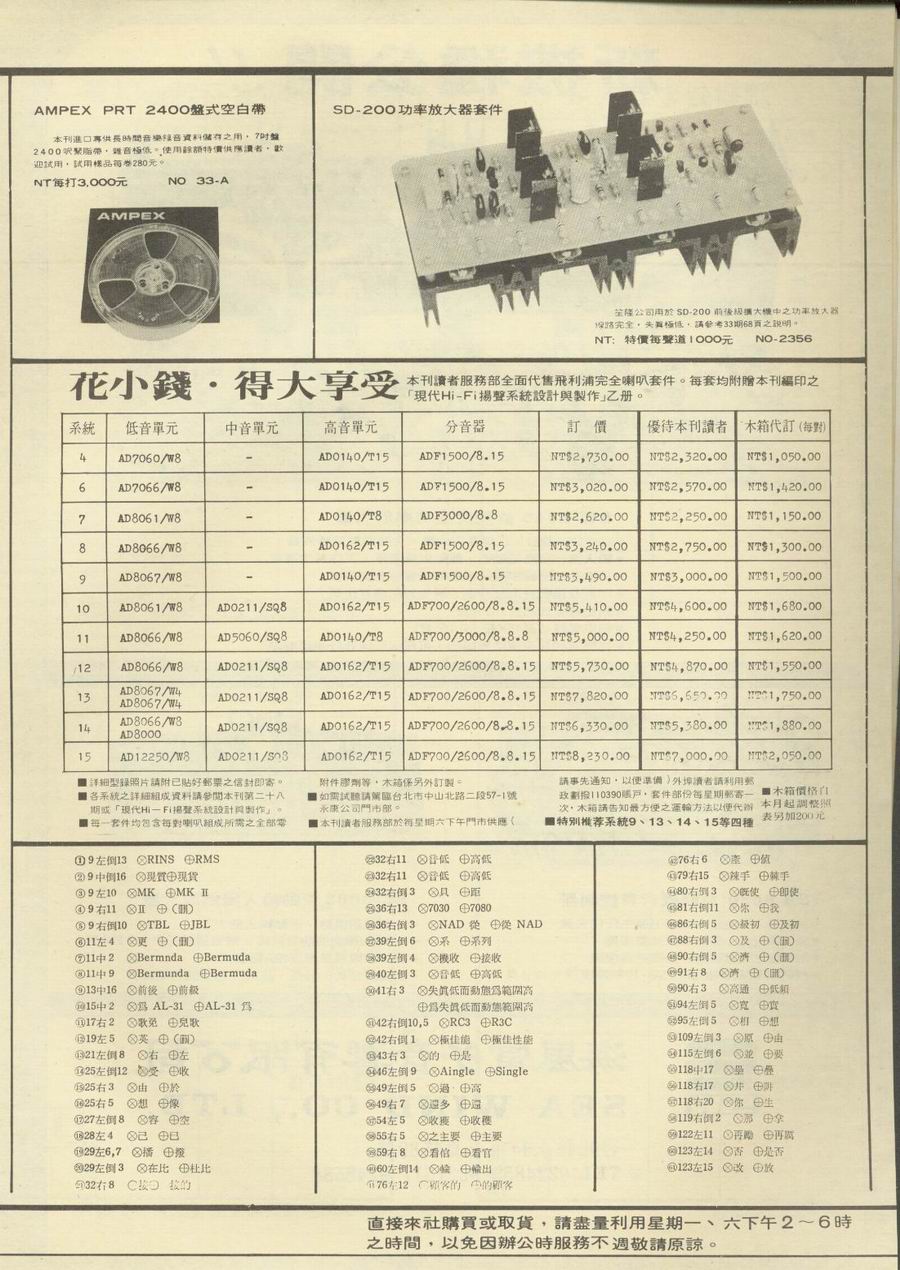 AMPEX PRT 2400盤式空白帶
本刊進口專供長時間音樂錄音資料儲存之用，7吋盤
2400呎聚脂帶，雜音極低。使用餘額特價供應讀者，歡
迎試用，試用樣品每卷280元。
NT每打3,000元 NO 33-A
AMPEX
SD-200功率放大器套件
笙隆公司用於SD-200前後級擴大機中之功率放大器
線路完全，失真極低，請參考33期68頁之說明。
NT: 特價每聲道1000元 NO-2356
花小錢·得大享受
本刊讀者服務部全面代售飛利浦完全喇叭套件。每套均附贈本刊編印之
「現代Hi-Fi揚聲系統設計與製作」乙册。
系統 低音單元 中音單元 高音單元 分音器 訂價 優待本刊讀者 木箱代訂(每對)
4 AD7060/W8 - AD0140/T15 ADF1500/8.15 NT$2,730.00 NT$2,320.00 NT$1,050.00
6 AD7066/W8 - AD0140/T15 ADF1500/8.15 NT$3,020.00 NT$2,570.00 NT$1,420.00
7 AD8061/W8 - AD0140/T8 ADF3000/8.8 NT$2,620.00 NT$2,250.00 NT$1,150.00
8 AD8066/W8 - AD0162/T15 ADF1500/8.15 NT$3,240.00 NT$2,750.00 NT$1,300.00
9 AD8067/W8 - AD0140/T15 ADF1500/8.15 NT$3,490.00 NT$3,000.00 NT$1,500.00
10 AD8061/W8 AD0211/SQ8 AD0162/T15 ADF700/2600/8.8.15 NT$5,410.00 NT$4,600.00 NT$1,680.00
11 AD8066/W8 AD5060/SQ8 AD0140/T8 ADF700/3000/8.8.8 NT$5,000.00 NT$4,250.00 NT$1,620.00
12 AD8066/W8 AD0211/SQ8 AD0162/T15 ADF700/2600/8.8.15 NT$5,730.00 NT$4,870.00 NT$1,550.00
13 AD8067/W4 AD8067/W4 AD0211/SQ8 AD0162/T15 ADF700/2600/8.8.15 NT$7,820.00 NT$6,650.00 NT$1,750.00
14 AD8066/W8 AD8000 AD0211/SQ8 AD0162/T15 ADF700/2600/8.8.15 NT$6,330.00 NT$5,380.00 NT$1,880.00
15 AD12250/W8 AD0211/SQ8 AD0162/T15 ADF700/2600/8.8.15 NT$8,230.00 NT$7,000.00 NT$2,050.00
■詳細型錄照片請附已貼好郵票之信封即寄。
■各系統之詳細組成資料請參閱本刊第二十八
期或「現代Hi-Fi揚聲系統設計與製作」。
■每一套件均包含每對喇叭組成所需之全部零
附件膠劑等，木箱係另外訂製。
■如需試聽請駕臨台北市中山北路二段57-1號
永康公司門市部。
■本刊讀者服務部於每星期六下午門市供應(
請事先通知，以便準備)外埠讀者請利用郵
政劃撥110390賬戶，套件部份每星期郵寄一
次，木箱請告知最方便之運輸方法以便代辦
■特別推荐系統9、13、14、15等四種
■木箱價格自
本月起調整照
表另加200元
①9左倒13 ⊗RINS ⊕RMS
②9中倒16 ⊗現質⊕現貨
③9左10 ⊗MK ⊕MK II
④9右11 ⊗II ⊕(刪)
⑤9右倒10 ⊗TBL ⊕JBL
⑥11左4 ⊗更 ⊕(刪)
⑦11中2 ⊗Bermnda ⊕Bermuda
⑧11中9 ⊗Bermunda ⊕Bermuda
⑨13中16 ⊗前後 ⊕前級
⑩15中2 ⊗爲 AL-31 ⊕AL-31 爲
⑪17右2 ⊗歌兒 ⊕兒歌
⑫19左5 ⊗英 ⊕(刪)
⑬21左倒8 ⊗右 ⊕左
⑭25左倒12 ⊗受 ⊕收
⑮25右3 ⊗由 ⊕於
⑯25右5 ⊗想 ⊕像
⑰27左倒8 ⊗容 ⊕空
⑱28左4 ⊗己 ⊕已
⑲29左6,7 ⊗播 ⊕撥
⑳29左倒3 ⊗在比 ⊕杜比
㉑32右8 接 接的
㉒32右11 ⊗音低 ⊕高低
㉓32右11 ⊗音低 ⊕高低
㉔32右倒3 ⊗具 ⊕距
㉕36右13 ⊗7030 ⊕7080
㉖36右倒3 ⊗NAD 從 ⊕從 NAD
㉗39左倒6 ⊗系 ⊕系列
㉘39左倒4 ⊗機收 ⊕接收
㉙40左倒3 ⊗音低 ⊕高低
㉚41右3 ⊗失眞低而動態爲範圍高
⊕爲失眞低而動態範圍高
㉛42右倒10,5 ⊗RC3 ⊕R3C
㉜42右倒1 ⊗極佳能 ⊕極佳性能
㉝43右3 ⊗的 ⊕是
㉞46左倒9 ⊗Aingle ⊕Single
㉟49左倒5 ⊗過 ⊕高
㊱49右7 ⊗還多 ⊕還
㊲54左5 ⊗收獲 ⊕收穫
㊳55右5 ⊗之主要 ⊕主要
㊴59右8 ⊗看倌 ⊕看官
㊵60左倒14 ⊗輪 ⊕輸出
㊶76左12 顧客的 的顧客
㊷76右6 ⊗產 ⊕値
㊸79右15 ⊗辣手 ⊕棘手
㊹80右倒3 ⊗旣使 ⊕卽使
㊺81右倒11 ⊗你 ⊕我
㊻86右倒5 ⊗級初 ⊕及初
㊼88右倒3 ⊗及 ⊕(刪)
㊽90右倒5 ⊗濟 ⊕(刪)
㊾91右8 ⊗濟 ⊕(刪)
㊿90右3 ⊗高通 ⊕低頻
94左倒5 ⊗寬 ⊕實
95左倒5 ⊗相 ⊕想
109左倒3 ⊗原 ⊕由
115左倒6 ⊗並 ⊕要
118中17 ⊗壘 ⊕疊
118右17
118右20 ⊗你 ⊕生
119右倒2 ⊗那 ⊕拿
122左11 ⊗再勵 ⊕再厲
123左14 ⊗否 ⊕是否
123左15 ⊗改 ⊕放
直接來社購買或取貨，請盡量利用星期一、六下午2～6時
之時間，以免因辦公時服務不週敬請原諒。